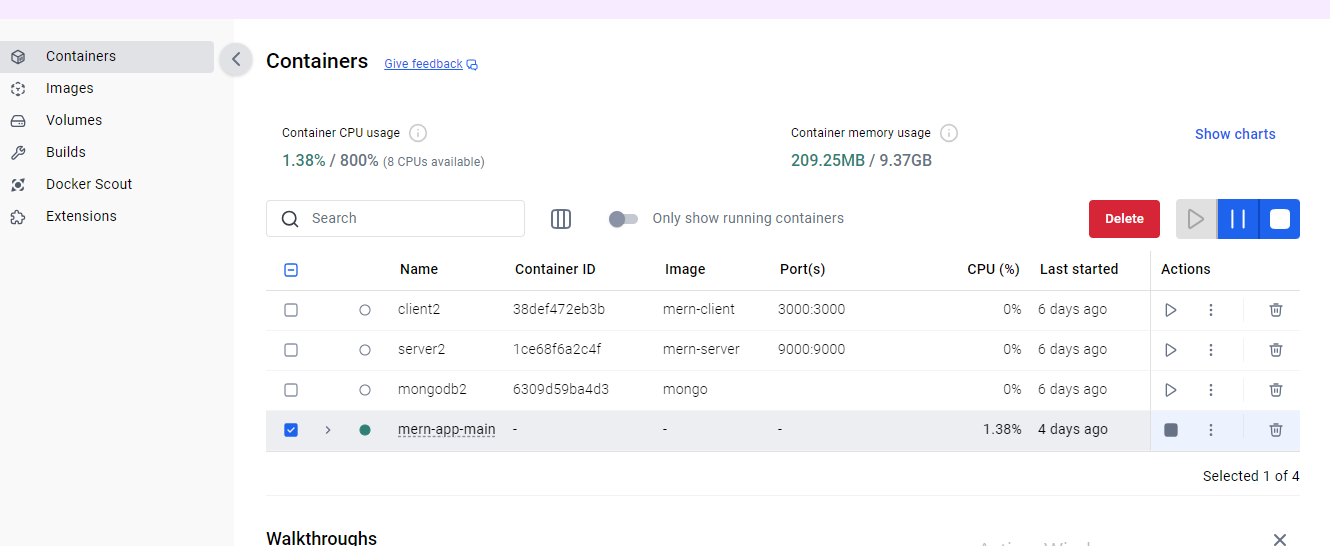 Containers
Images
Volumes
Builds
Docker Scout
Extensions
Containers Give feedback
Container CPU usage
1.38% / 800% (8 CPUs available)
Container memory usage
209.25MB / 9.37GB
Show charts
Search
Only show running containers
Delete
Name Container ID Image Port(s) CPU (%) Last started Actions
client2 38def472eb3b mern-client 3000:3000 0% 6 days ago
server2 1ce68f6a2c4f mern-server 9000:9000 0% 6 days ago
mongodb2 6309d59ba4d3 mongo 0% 6 days ago
mern-app-main - - - 1.38% 4 days ago
Selected 1 of 4
Walkthroughs